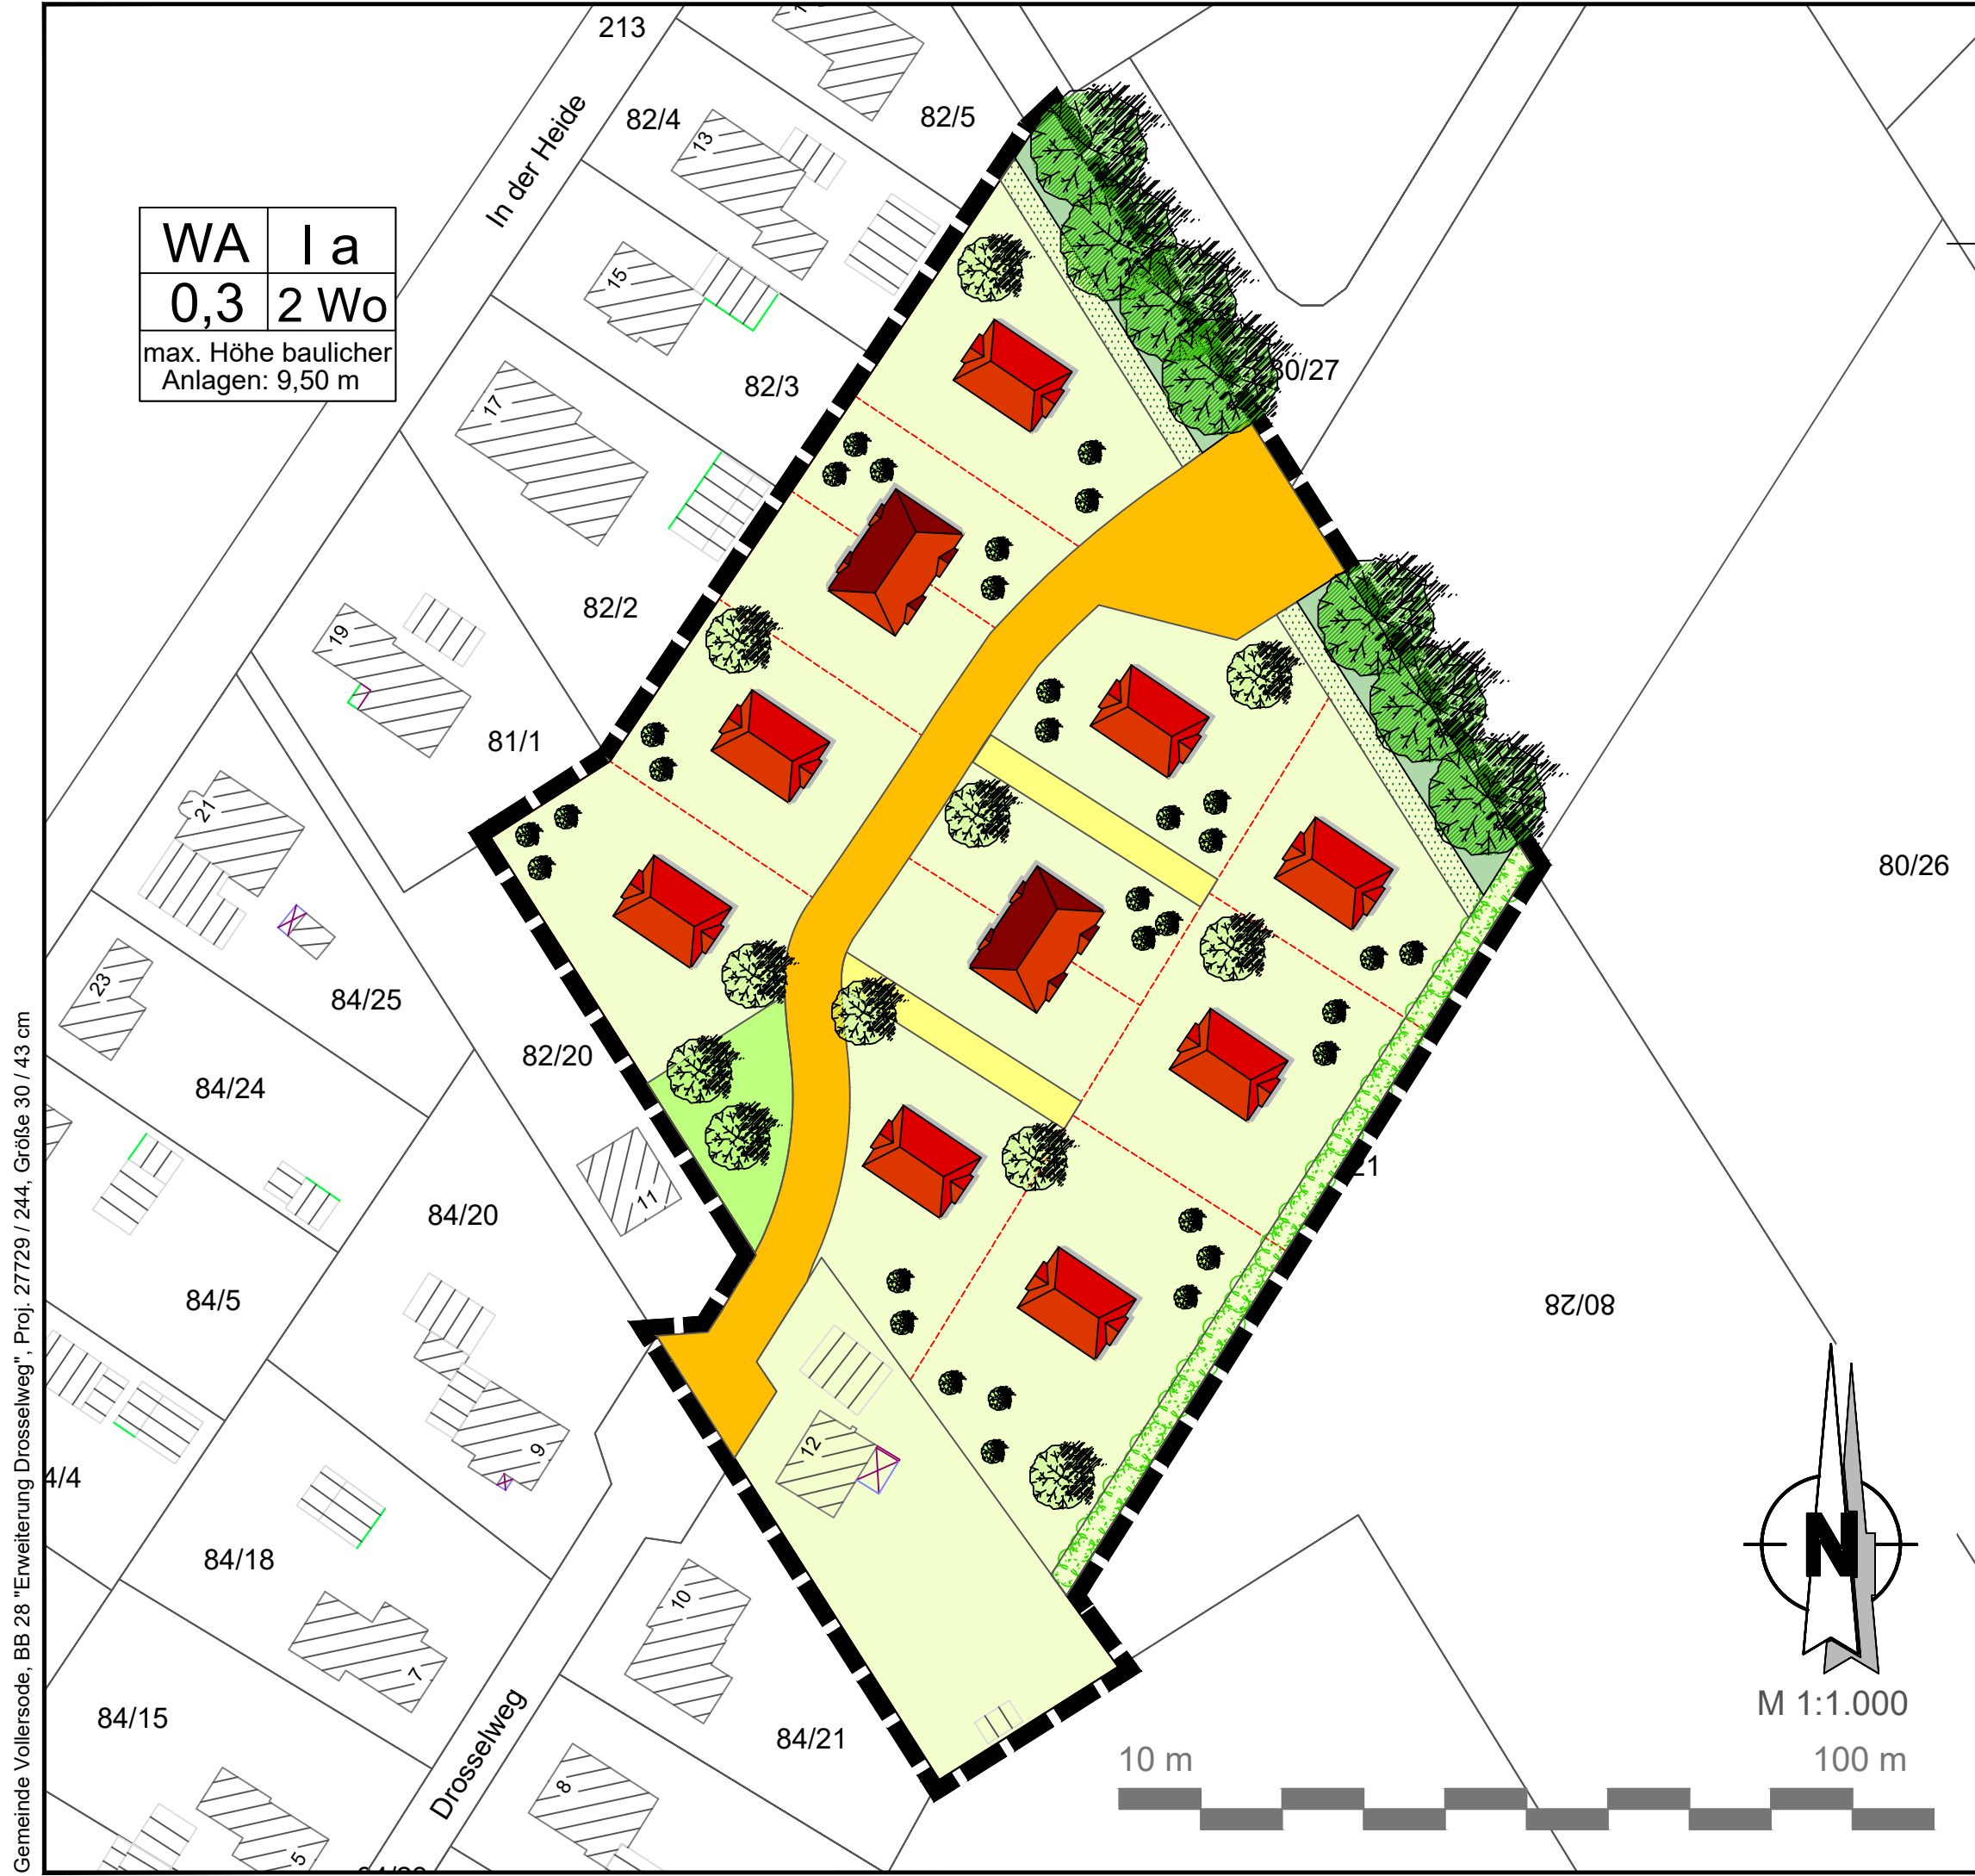 213
In der Heide
82/4
13
82/5
WA
I a
0,3
2 Wo
max. Höhe baulicher
Anlagen: 9,50 m
15
82/3
80/27
17
82/2
19
81/1
21
80/26
23
84/25
82/20
84/24
21
84/20
11
80/28
84/5
12
9
4/4
84/18
10
7
84/15
84/21
Drosselweg
8
5
N
M 1:1.000
10 m
100 m
Gemeinde Vollersode, BB 28 "Erweiterung Drosselweg", Proj. 27729 / 244, Größe 30 / 43 cm